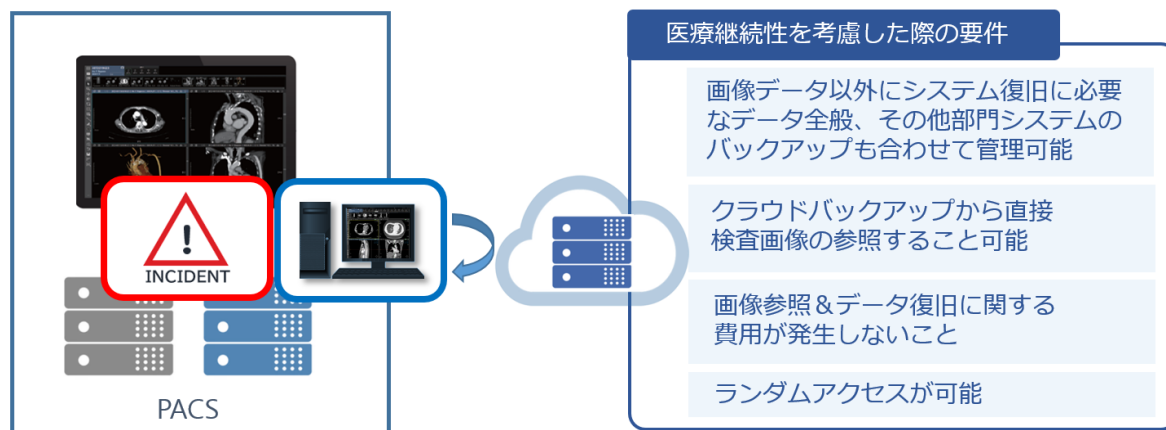 医療継続性を考慮した際の要件
画像データ以外にシステム復旧に必要
なデータ全般、その他部門システムの
バックアップも合わせて管理可能
クラウドバックアップから直接
検査画像の参照すること可能
画像参照＆データ復旧に関する
費用が発生しないこと
ランダムアクセスが可能
INCIDENT
PACS